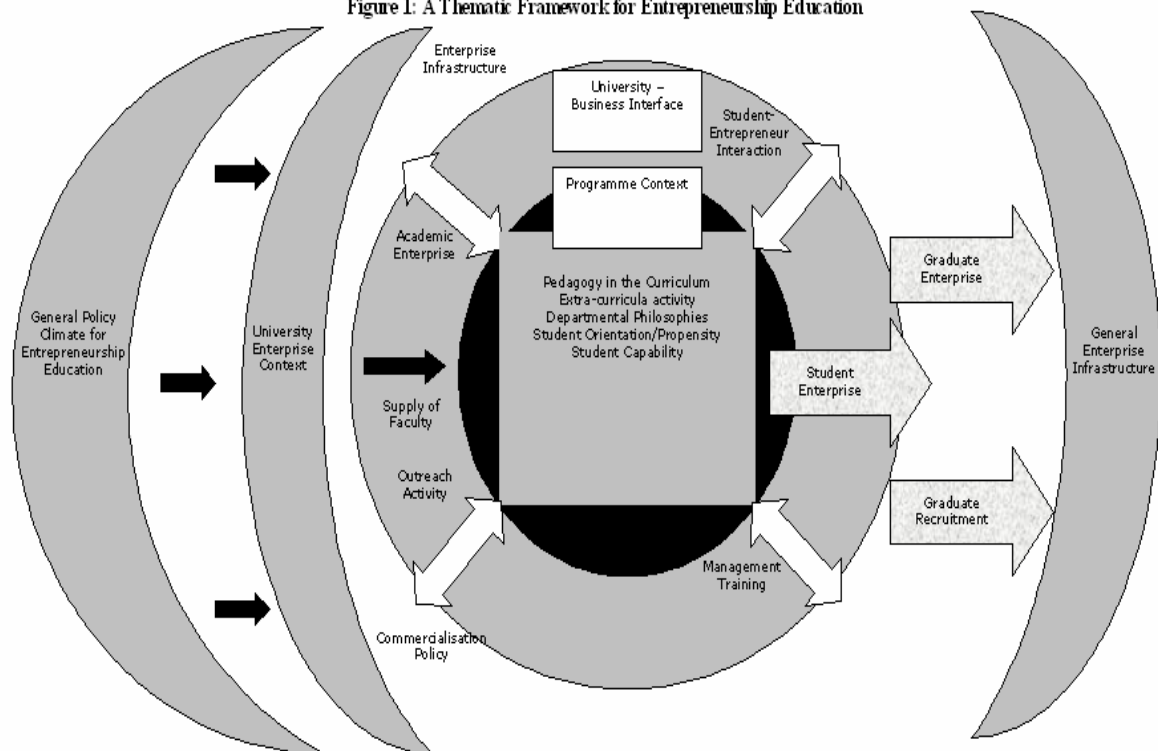 Figure 1: A Thematic Framework for Entrepreneurship Education
Enterprise
Infrastructure
University –
Business Interface
Student-
Entrepreneur
Interaction
Programme Context
Academic
Enterprise
Pedagogy in the Curriculum
Extra-curricula activity
Departmental Philosophies
Student Orientation/Propensity
Student Capability
General Policy
Climate for
Entrepreneurship
Education
University
Enterprise
Context
Supply of
Faculty
Outreach
Activity
Commercialisation
Policy
Management
Training
Graduate
Enterprise
Student
Enterprise
Graduate
Recruitment
General
Enterprise
Infrastructure